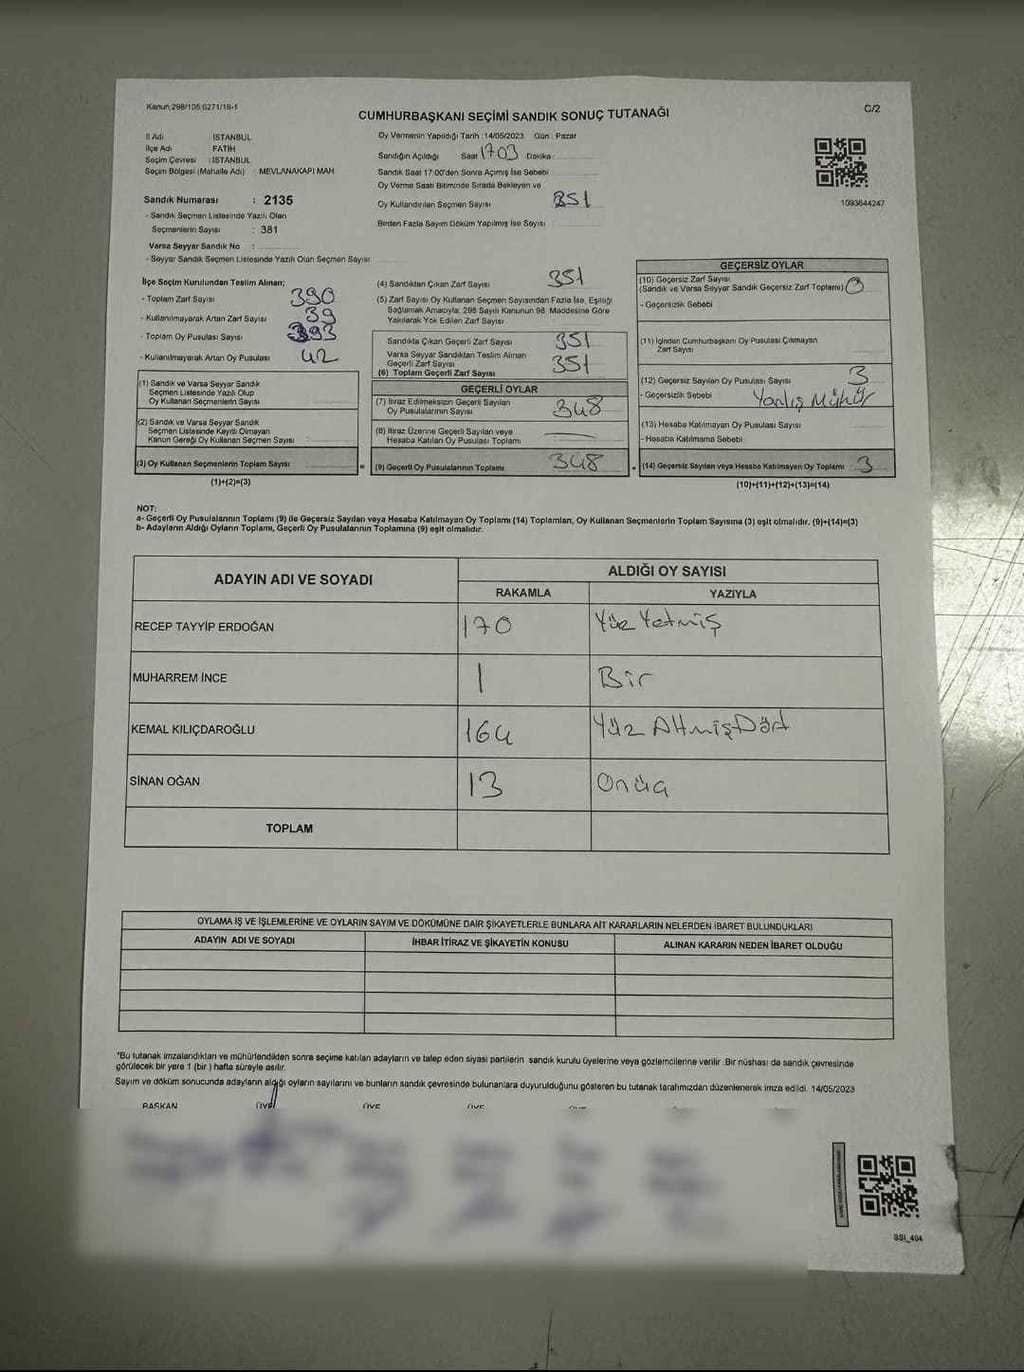 Kanun,298/105 6271/18-1
C/2
CUMHURBAŞKANI SEÇİMİ SANDIK SONUÇ TUTANAĞI
İl Adı : İSTANBUL
İlçe Adı : FATİH
Seçim Çevresi : İSTANBUL
Seçim Bölgesi (Mahalle Adı) : MEVLANAKAPI MAH.
Sandık Numarası : 2135
- Sandık Seçmen Listesinde Yazılı Olan
Seçmenlerin Sayısı : 381
Varsa Seyyar Sandık No :
- Seyyar Sandık Seçmen Listesinde Yazılı Olan Seçmen Sayısı:
Oy Vermenin Yapıldığı Tarih : 14/05/2023 Gün : Pazar
Sandığın Açıldığı Saat 1703 Dakika:
Sandık Saat 17:00'den Sonra Açımış İse Sebebi
Oy Verme Saati Bitiminde Sırada Bekleyen ve
Oy Kullandırılan Seçmen Sayısı 351
Birden Fazla Sayım Döküm Yapılmış İse Sayısı
1093644247
İlçe Seçim Kurulundan Teslim Alınan;
- Toplam Zarf Sayısı 390
- Kullanılmayarak Artan Zarf Sayısı 39
- Toplam Oy Pusulası Sayısı 393
- Kullanılmayarak Artan Oy Pusulası 42
(1) Sandık ve Varsa Seyyar Sandık
Seçmen Listesinde Yazılı Olup
Oy Kullanan Seçmenlerin Sayısı
(2) Sandık ve Varsa Seyyar Sandık
Seçmen Listesinde Kaydı Olmayan
Kanun Gereği Oy Kullanan Seçmen Sayısı
(3) Oy Kullanan Seçmenlerin Toplam Sayısı
(1)+(2)=(3)
(4) Sandıktan Çıkan Zarf Sayısı 351
(5) Zarf Sayısı Oy Kullanan Seçmen Sayısından Fazla İse, Eşitliği
Sağlamak Amacıyla; 298 Sayılı Kanunun 98. Maddesine Göre
Yakılarak Yok Edilen Zarf Sayısı
Sandıkta Çıkan Geçerli Zarf Sayısı 351
Varsa Seyyar Sandıktan Teslim Alınan
Geçerli Zarf Sayısı
(6) Toplam Geçerli Zarf Sayısı 351
GEÇERLİ OYLAR
(7) İtiraz Edilmeksizin Geçerli Sayılan
Oy Pusulalarının Sayısı 348
(8) İtiraz Üzerine Geçerli Sayılan veya
Hesaba Katılan Oy Pusulası Toplamı —
= (9) Geçerli Oy Pusulalarının Toplamı 348
GEÇERSİZ OYLAR
(10) Geçersiz Zarf Sayısı
(Sandık ve Varsa Seyyar Sandık Geçersiz Zarf Toplamı)
- Geçersizlik Sebebi
(11) İçinden Cumhurbaşkanı Oy Pusulası Çıkmayan
Zarf Sayısı
(12) Geçersiz Sayılan Oy Pusulası Sayısı 3
- Geçersizlik Sebebi Yanlış Mühür
(13) Hesaba Katılmayan Oy Pusulası Sayısı
- Hesaba Katılmama Sebebi
(14) Geçersiz Sayılan veya Hesaba Katılmayan Oy Toplamı : 3
(10)+(11)+(12)+(13)=(14)
NOT:
a- Geçerli Oy Pusulalarının Toplamı (9) ile Geçersiz Sayılan veya Hesaba Katılmayan Oy Toplamı (14) Toplamları, Oy Kullanan Seçmenlerin Toplam Sayısına (3) eşit olmalıdır. (9)+(14)=(3)
b- Adayların Aldığı Oyların Toplamı, Geçerli Oy Pusulalarının Toplamına (9) eşit olmalıdır.
ADAYIN ADI VE SOYADI
ALDIĞI OY SAYISI
RAKAMLA YAZIYLA
RECEP TAYYİP ERDOĞAN 170 Yüz Yetmiş
MUHARREM İNCE 1 Bir
KEMAL KILIÇDAROĞLU 164 Yüz AltmişDört
SİNAN OĞAN 13 Onüç
TOPLAM
OYLAMA İŞ VE İŞLEMLERİNE VE OYLARIN SAYIM VE DÖKÜMÜNE DAİR ŞİKAYETLERLE BUNLARA AİT KARARLARIN NELERDEN İBARET BULUNDUKLARI
ADAYIN ADI VE SOYADI İHBAR İTİRAZ VE ŞİKAYETİN KONUSU ALINAN KARARIN NEDEN İBARET OLDUĞU
*Bu tutanak imzalandıktan ve mühürlendikden sonra seçime katılan adayların ve talep eden siyasi partilerin sandık kurulu üyelerine veya gözlemcilerine verilir .Bir nüshası da sandık çevresinde
görülecek bir yere 1 (bir ) hafta süreyle asılır.
Sayım ve döküm sonucunda adayların aldığı oyların sayılarını ve bunların sandık çevresinde bulunanlara duyurulduğunu gösteren bu tutanak tarafımızdan düzenlenerek imza edildi. 14/05/2023
BAŞKAN ÜYE ÜYE ÜYE
SSI_404